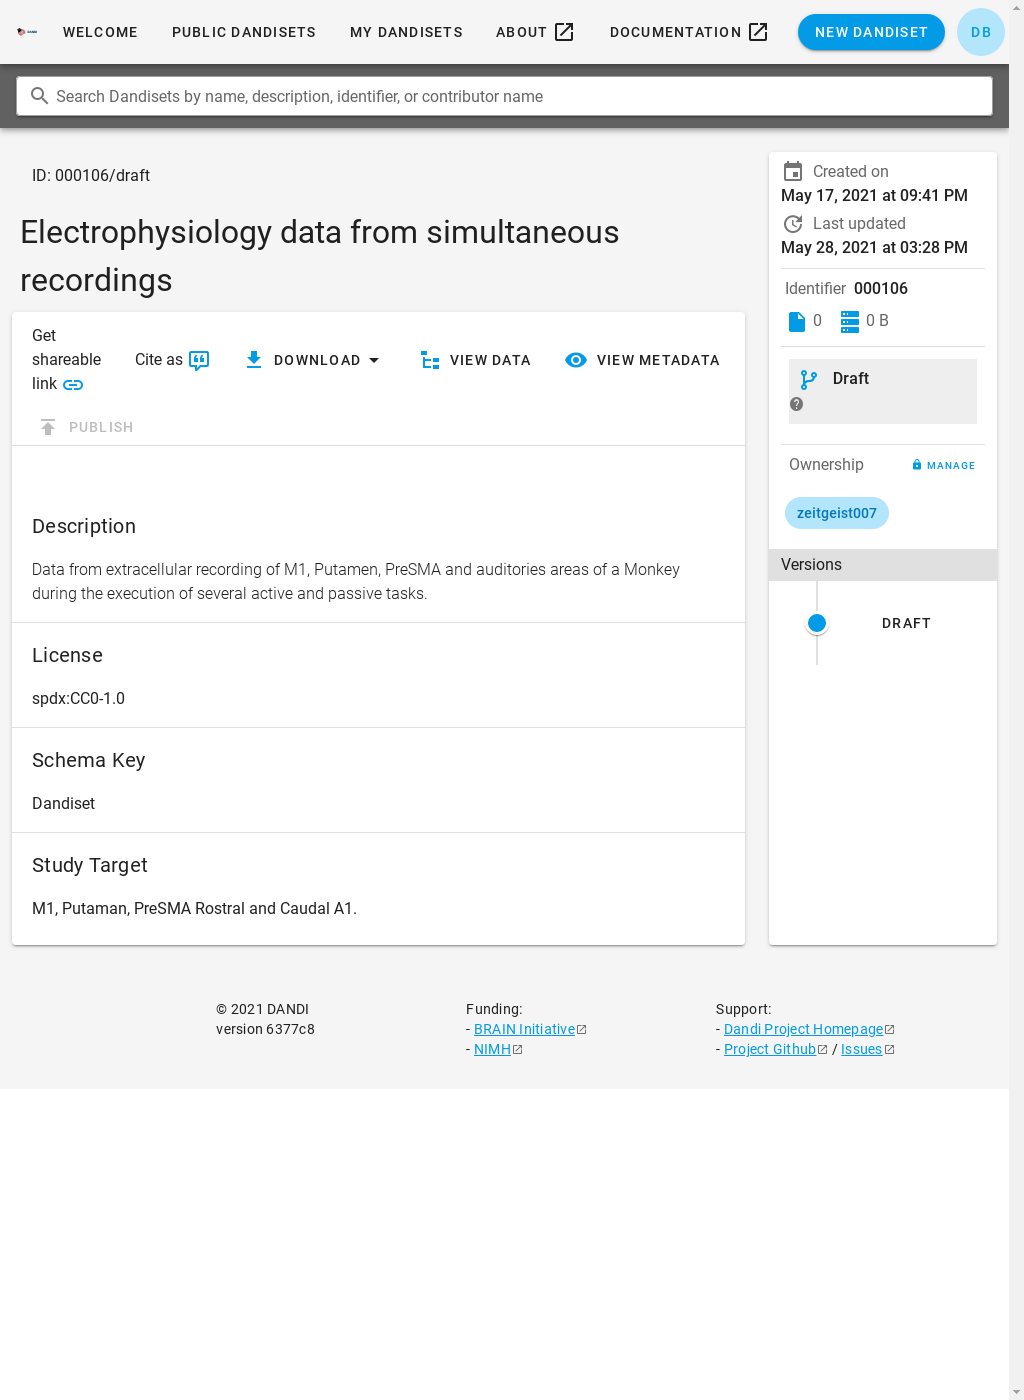 WELCOME PUBLIC DANDISETS MY DANDISETS ABOUT DOCUMENTATION NEW DANDISET DB
Search Dandisets by name, description, identifier, or contributor name
ID: 000106/draft
Electrophysiology data from simultaneous
recordings
Get
shareable
link
Cite as
DOWNLOAD
VIEW DATA
VIEW METADATA
PUBLISH
Description
Data from extracellular recording of M1, Putamen, PreSMA and auditories areas of a Monkey
during the execution of several active and passive tasks.
License
spdx:CC0-1.0
Schema Key
Dandiset
Study Target
M1, Putaman, PreSMA Rostral and Caudal A1.
Created on
May 17, 2021 at 09:41 PM
Last updated
May 28, 2021 at 03:28 PM
Identifier 000106
0 0 B
Draft
Ownership MANAGE
zeitgeist007
Versions
DRAFT
© 2021 DANDI
version 6377c8
Funding:
- BRAIN Initiative
- NIMH
Support:
- Dandi Project Homepage
- Project Github / Issues